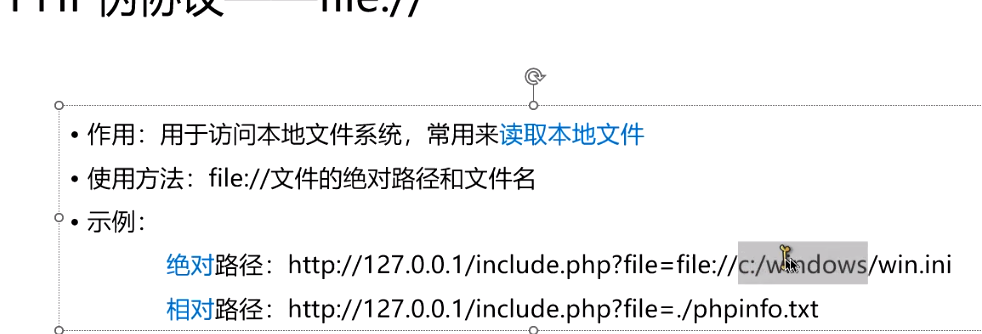 PHP伪协议——file://
• 作用：用于访问本地文件系统，常用来读取本地文件
• 使用方法：file://文件的绝对路径和文件名
• 示例：
绝对路径：http://127.0.0.1/include.php?file=file://c:/windows/win.ini
相对路径：http://127.0.0.1/include.php?file=./phpinfo.txt